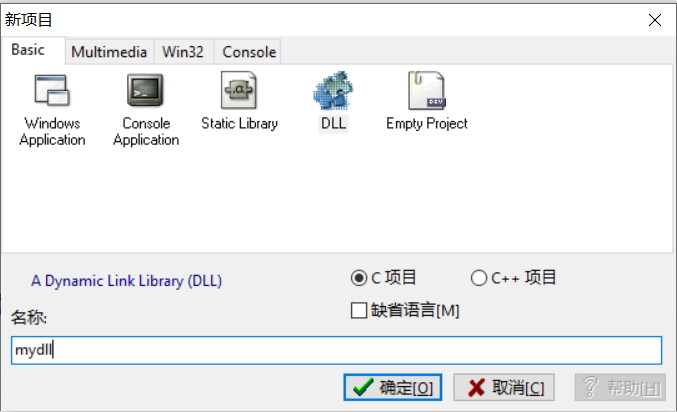 新项目
Basic Multimedia Win32 Console
Windows Application
Console Application
Static Library
DLL
Empty Project
A Dynamic Link Library (DLL)
C 项目
C++ 项目
缺省语言[M]
名称:
mydll
确定[O]
取消[C]
帮助[H]